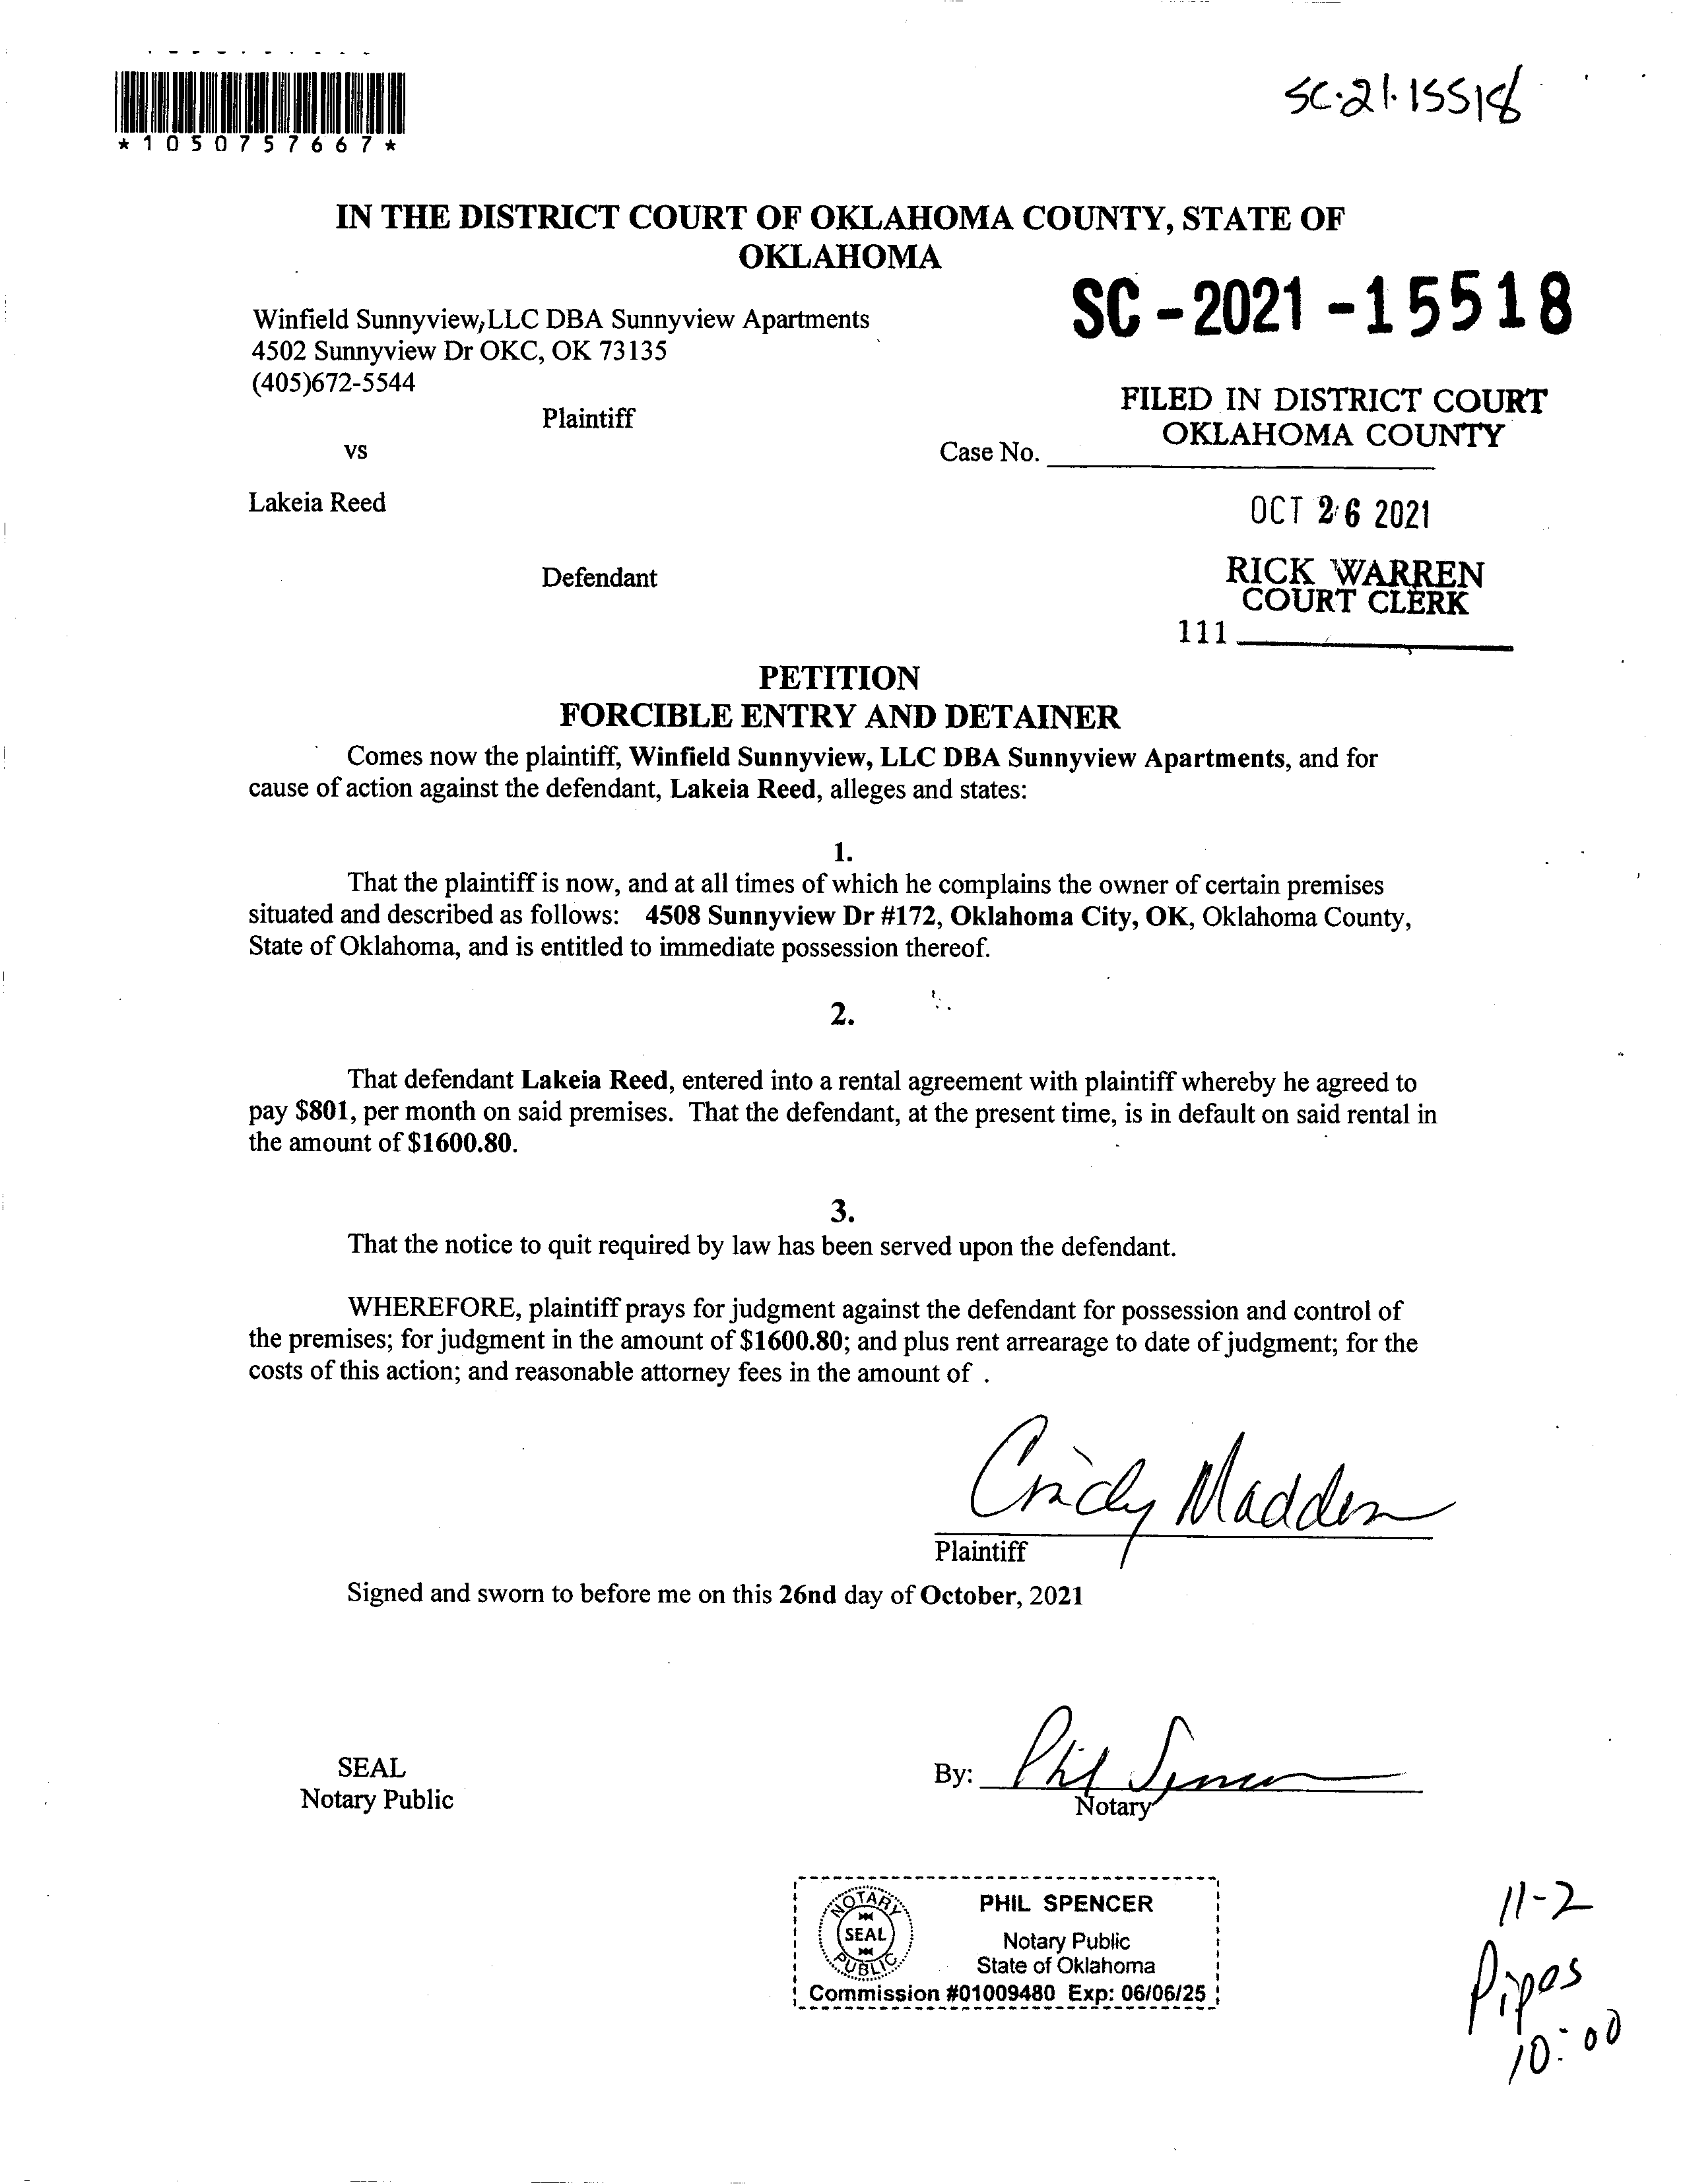 *1050757667*
SC-21-15518
IN THE DISTRICT COURT OF OKLAHOMA COUNTY, STATE OF
OKLAHOMA
SC-2021-15518
Winfield Sunnyview, LLC DBA Sunnyview Apartments
4502 Sunnyview Dr OKC, OK 73135
(405)672-5544
Plaintiff
FILED IN DISTRICT COURT
OKLAHOMA COUNTY
vs
Case No.
Lakeia Reed
OCT 26 2021
Defendant
RICK WARREN
COURT CLERK
111
PETITION
FORCIBLE ENTRY AND DETAINER
Comes now the plaintiff, Winfield Sunnyview, LLC DBA Sunnyview Apartments, and for
cause of action against the defendant, Lakeia Reed, alleges and states:
1.
That the plaintiff is now, and at all times of which he complains the owner of certain premises
situated and described as follows: 4508 Sunnyview Dr #172, Oklahoma City, OK, Oklahoma County,
State of Oklahoma, and is entitled to immediate possession thereof.
2.
That defendant Lakeia Reed, entered into a rental agreement with plaintiff whereby he agreed to
pay $801, per month on said premises. That the defendant, at the present time, is in default on said rental in
the amount of $1600.80.
3.
That the notice to quit required by law has been served upon the defendant.
WHEREFORE, plaintiff prays for judgment against the defendant for possession and control of
the premises; for judgment in the amount of $1600.80; and plus rent arrearage to date of judgment; for the
costs of this action; and reasonable attorney fees in the amount of .
Cindy Madden
Plaintiff
Signed and sworn to before me on this 26nd day of October, 2021
SEAL
Notary Public
By: Phil Spencer
Notary
NOTARY
SEAL
PUBLIC
PHIL SPENCER
Notary Public
State of Oklahoma
Commission #01009480 Exp: 06/06/25
11-2
Pipes
10:00